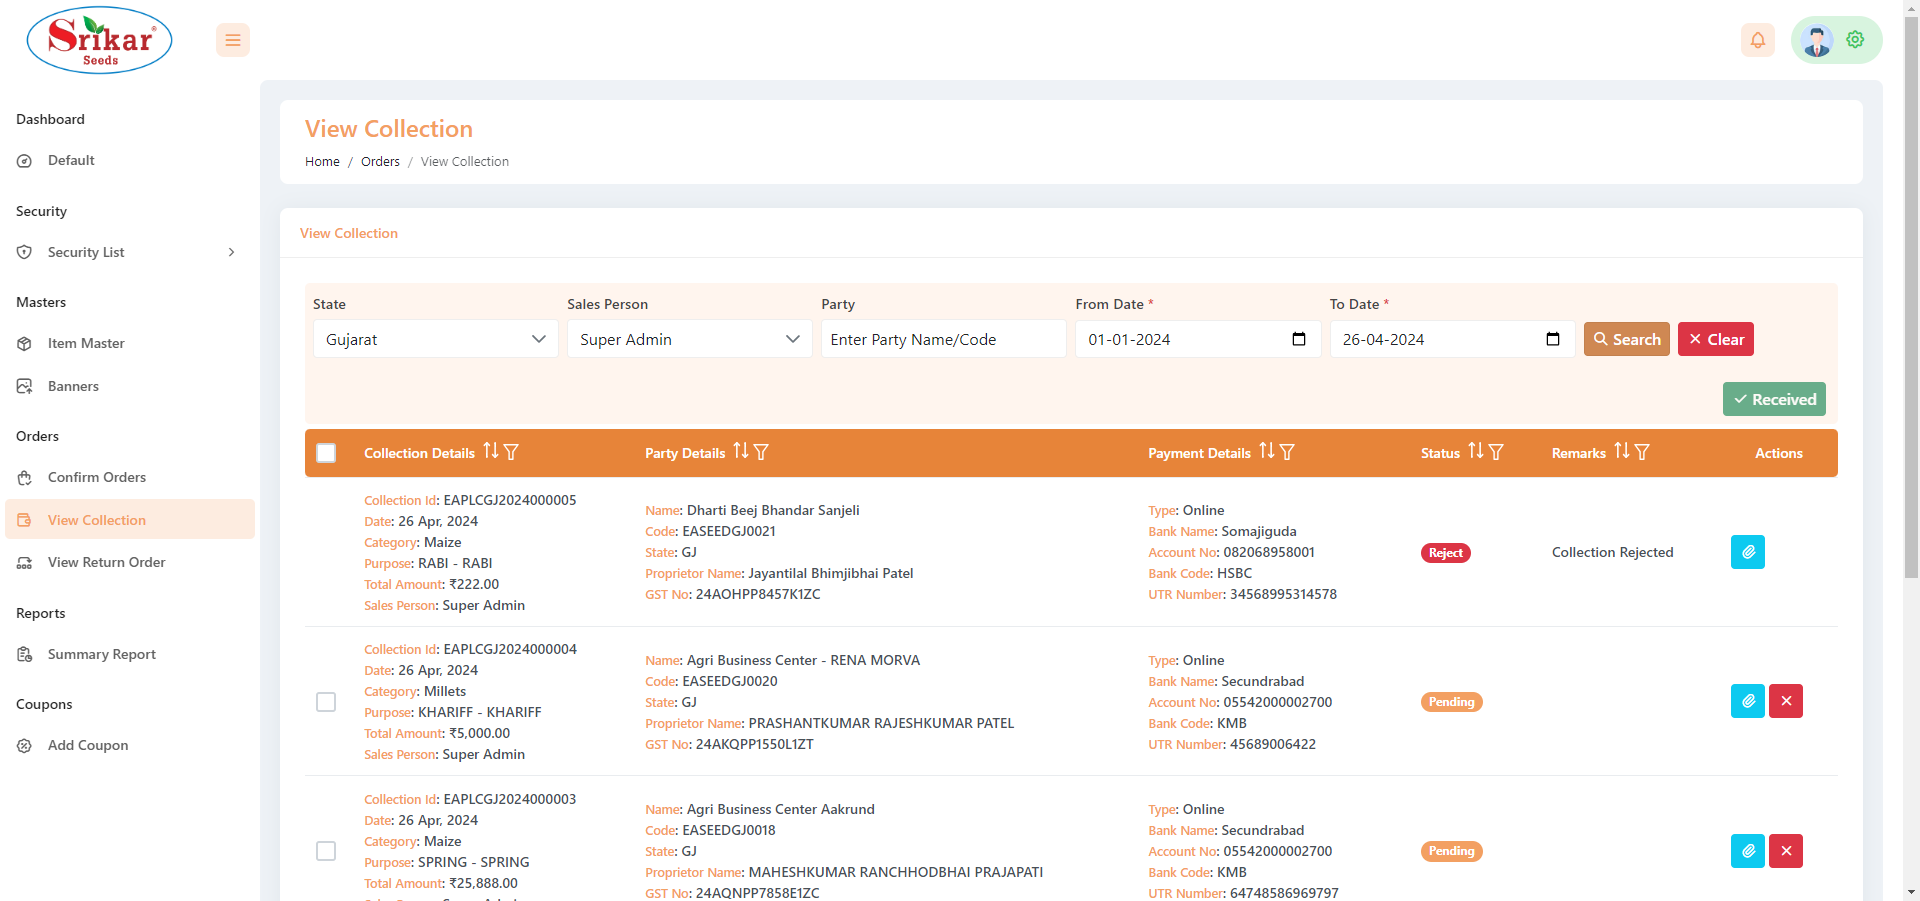 Srikar®
Seeds
Dashboard
Default
Security
Security List
Masters
Item Master
Banners
Orders
Confirm Orders
View Collection
View Return Order
Reports
Summary Report
Coupons
Add Coupon
View Collection
Home / Orders / View Collection
View Collection
State Sales Person Party From Date * To Date *
Gujarat Super Admin Enter Party Name/Code 01-01-2024 26-04-2024 Search Clear
Received
Collection Details Party Details Payment Details Status Remarks Actions
Collection Id: EAPLCGJ2024000005
Date: 26 Apr, 2024
Category: Maize
Purpose: RABI - RABI
Total Amount: ₹222.00
Sales Person: Super Admin
Name: Dharti Beej Bhandar Sanjeli
Code: EASEEDGJ0021
State: GJ
Proprietor Name: Jayantilal Bhimjibhai Patel
GST No: 24AOHPP8457K1ZC
Type: Online
Bank Name: Somajiguda
Account No: 082068958001
Bank Code: HSBC
UTR Number: 34568995314578
Reject
Collection Rejected
Collection Id: EAPLCGJ2024000004
Date: 26 Apr, 2024
Category: Millets
Purpose: KHARIFF - KHARIFF
Total Amount: ₹5,000.00
Sales Person: Super Admin
Name: Agri Business Center - RENA MORVA
Code: EASEEDGJ0020
State: GJ
Proprietor Name: PRASHANTKUMAR RAJESHKUMAR PATEL
GST No: 24AKQPP1550L1ZT
Type: Online
Bank Name: Secundrabad
Account No: 05542000002700
Bank Code: KMB
UTR Number: 45689006422
Pending
Collection Id: EAPLCGJ2024000003
Date: 26 Apr, 2024
Category: Maize
Purpose: SPRING - SPRING
Total Amount: ₹25,888.00
Name: Agri Business Center Aakrund
Code: EASEEDGJ0018
State: GJ
Proprietor Name: MAHESHKUMAR RANCHHODBHAI PRAJAPATI
GST No: 24AQNPP7858E1ZC
Type: Online
Bank Name: Secundrabad
Account No: 05542000002700
Bank Code: KMB
UTR Number: 64748586969797
Pending